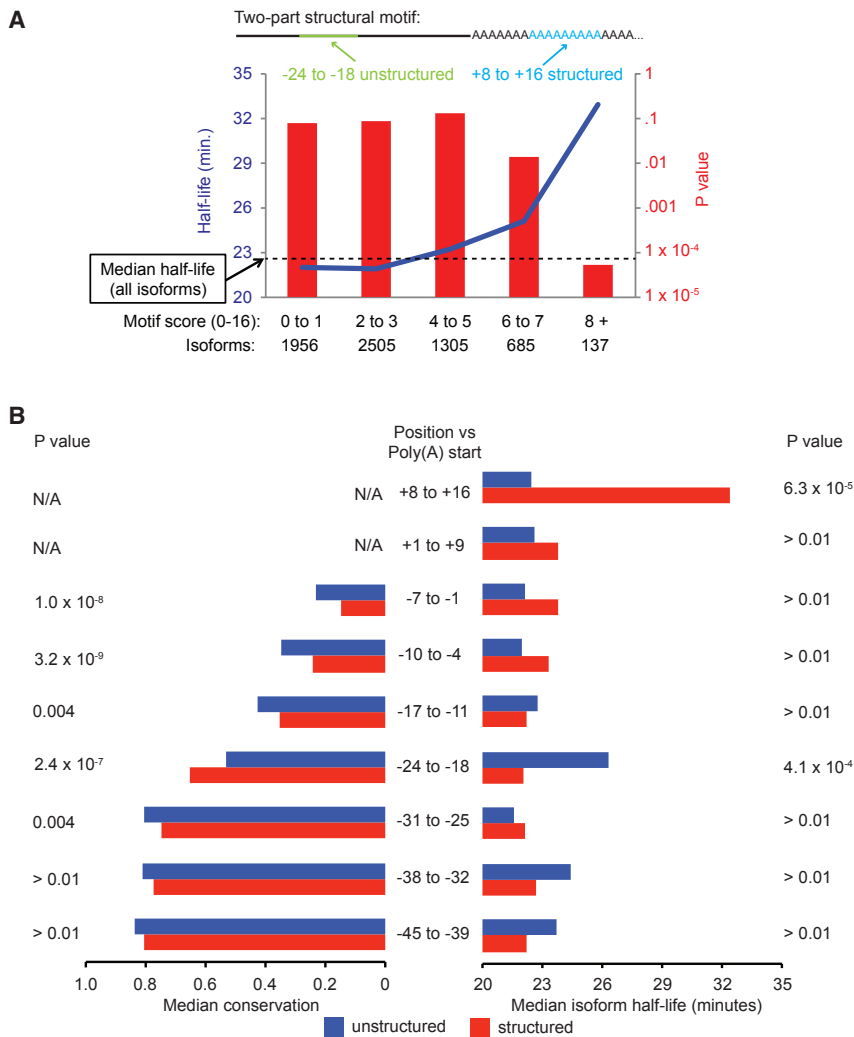 A
Two-part structural motif:
AAAAAAAAAAAAAAAAAAAA...
-24 to -18 unstructured
+8 to +16 structured
35
32
29
26
23
20
Half-life (min.)
1
.1
.01
.001
1 x 10⁻⁴
1 x 10⁻⁵
P value
Median half-life
(all isoforms)
Motif score (0-16): 0 to 1 2 to 3 4 to 5 6 to 7 8 +
Isoforms: 1956 2505 1305 685 137
B
P value Position vs Poly(A) start P value
N/A N/A +8 to +16 6.3 x 10⁻⁵
N/A N/A +1 to +9 > 0.01
1.0 x 10⁻⁸ -7 to -1 > 0.01
3.2 x 10⁻⁹ -10 to -4 > 0.01
0.004 -17 to -11 > 0.01
2.4 x 10⁻⁷ -24 to -18 4.1 x 10⁻⁴
0.004 -31 to -25 > 0.01
> 0.01 -38 to -32 > 0.01
> 0.01 -45 to -39 > 0.01
1.0 0.8 0.6 0.4 0.2 0 20 23 26 29 32 35
Median conservation Median isoform half-life (minutes)
unstructured structured